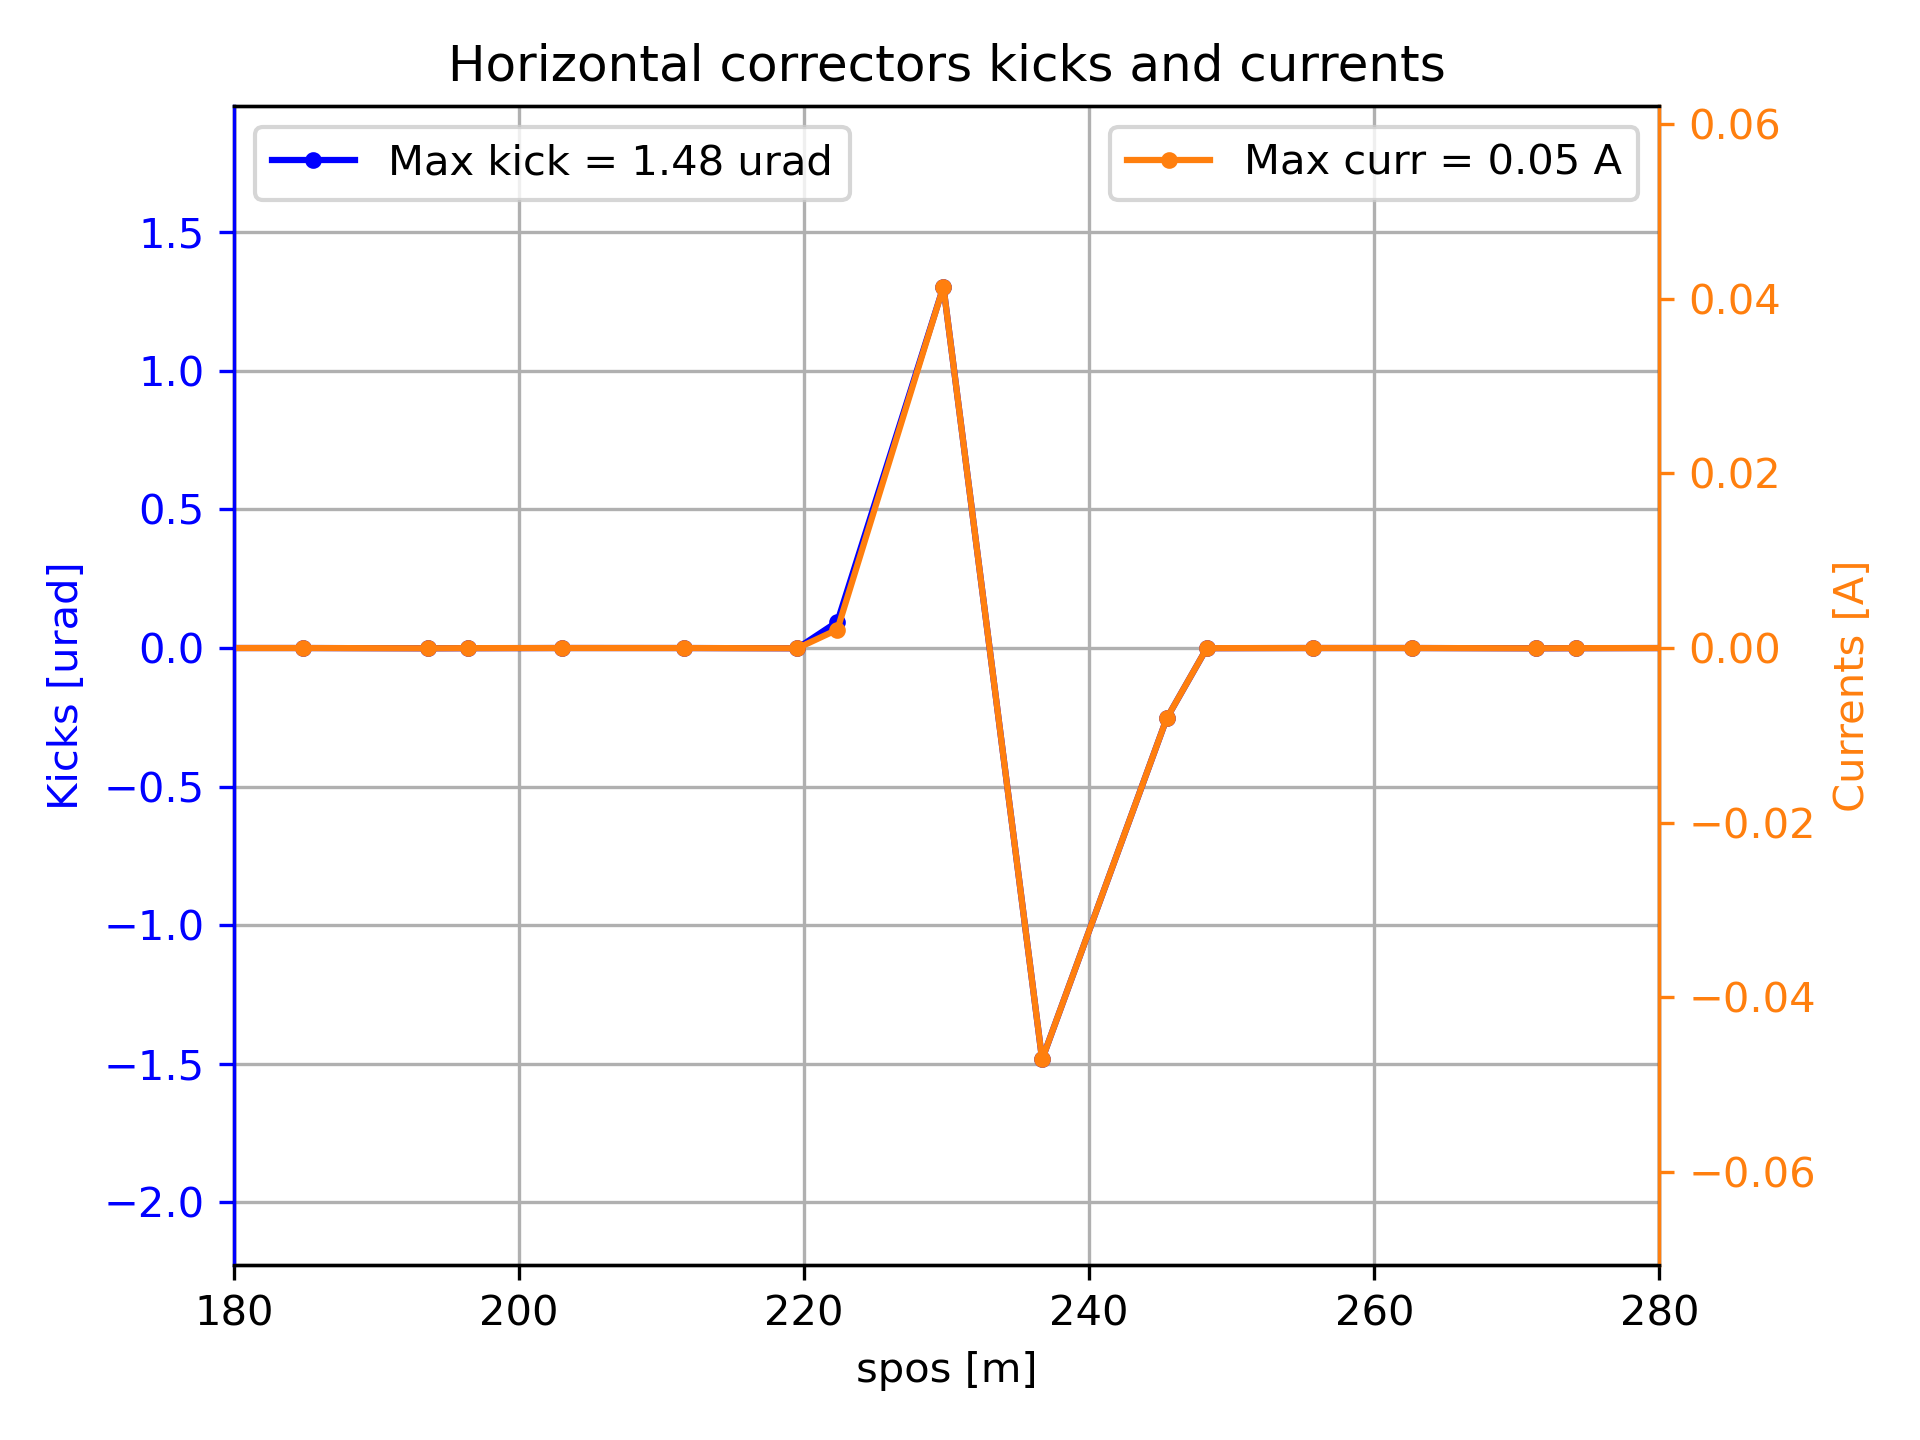 Horizontal correctors kicks and currents
Max kick = 1.48 urad
Max curr = 0.05 A
Kicks [urad]
1.5
1.0
0.5
0.0
−0.5
−1.0
−1.5
−2.0
0.06
0.04
0.02
0.00
−0.02
−0.04
−0.06
Currents [A]
180 200 220 240 260 280
spos [m]